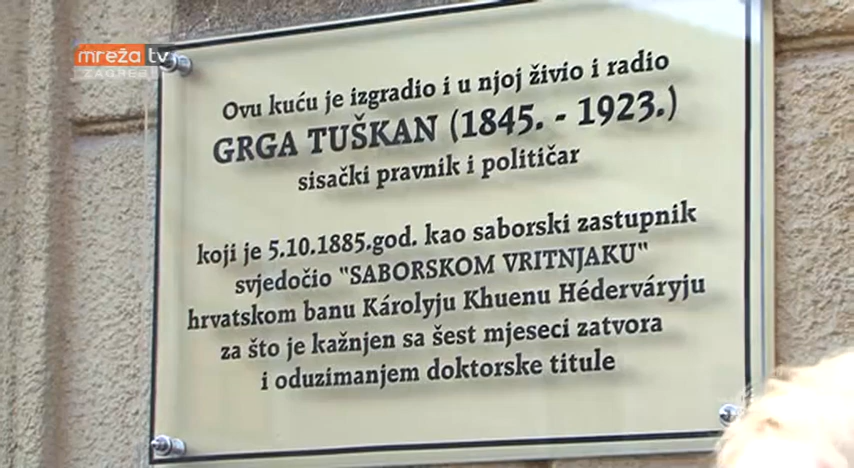 mreža tv
ZAGREB
Ovu kuću je izgradio i u njoj živio i radio
GRGA TUŠKAN (1845. - 1923.)
sisački pravnik i političar
koji je 5.10.1885.god. kao saborski zastupnik
svjedočio "SABORSKOM VRITNJAKU"
hrvatskom banu Károlyju Khuenu Héderváryju
za što je kažnjen sa šest mjeseci zatvora
i oduzimanjem doktorske titule